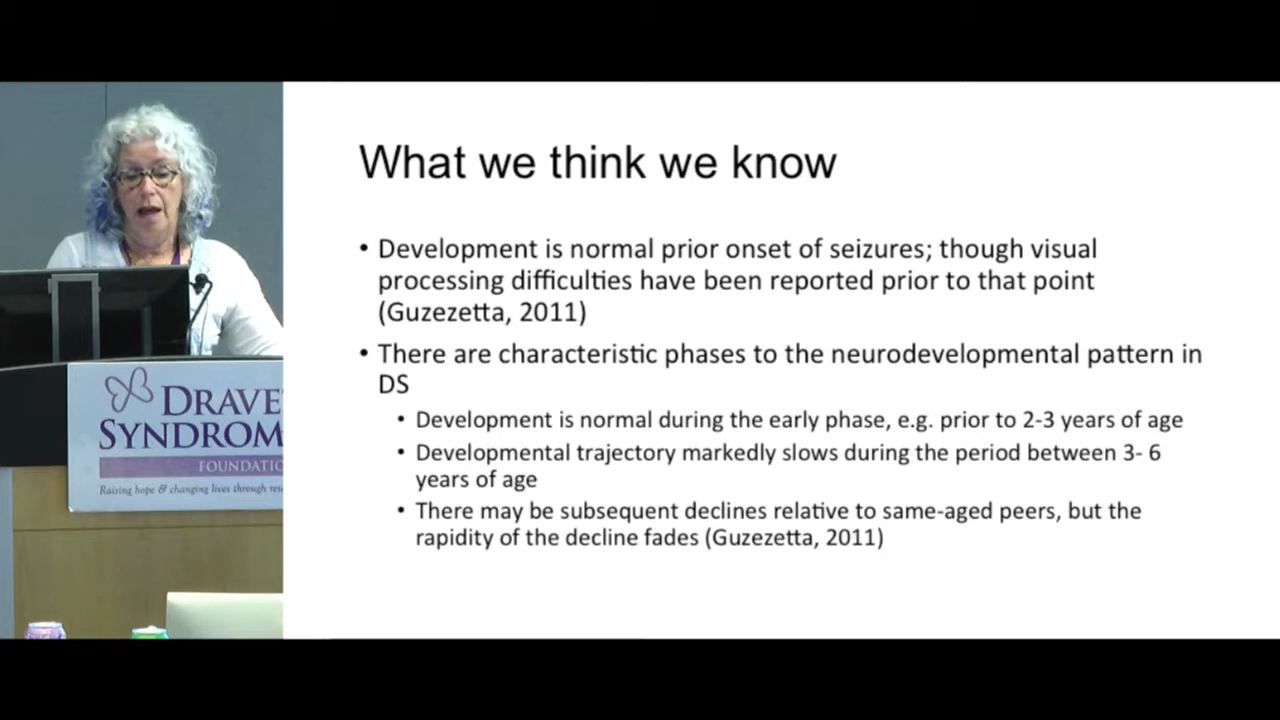 What we think we know
• Development is normal prior onset of seizures; though visual
processing difficulties have been reported prior to that point
(Guzezetta, 2011)
• There are characteristic phases to the neurodevelopmental pattern in
DS
• Development is normal during the early phase, e.g. prior to 2-3 years of age
• Developmental trajectory markedly slows during the period between 3- 6
years of age
• There may be subsequent declines relative to same-aged peers, but the
rapidity of the decline fades (Guzezetta, 2011)
DRAVE
SYNDROM
FOUNDATIO
Raising hope & changing lives through res